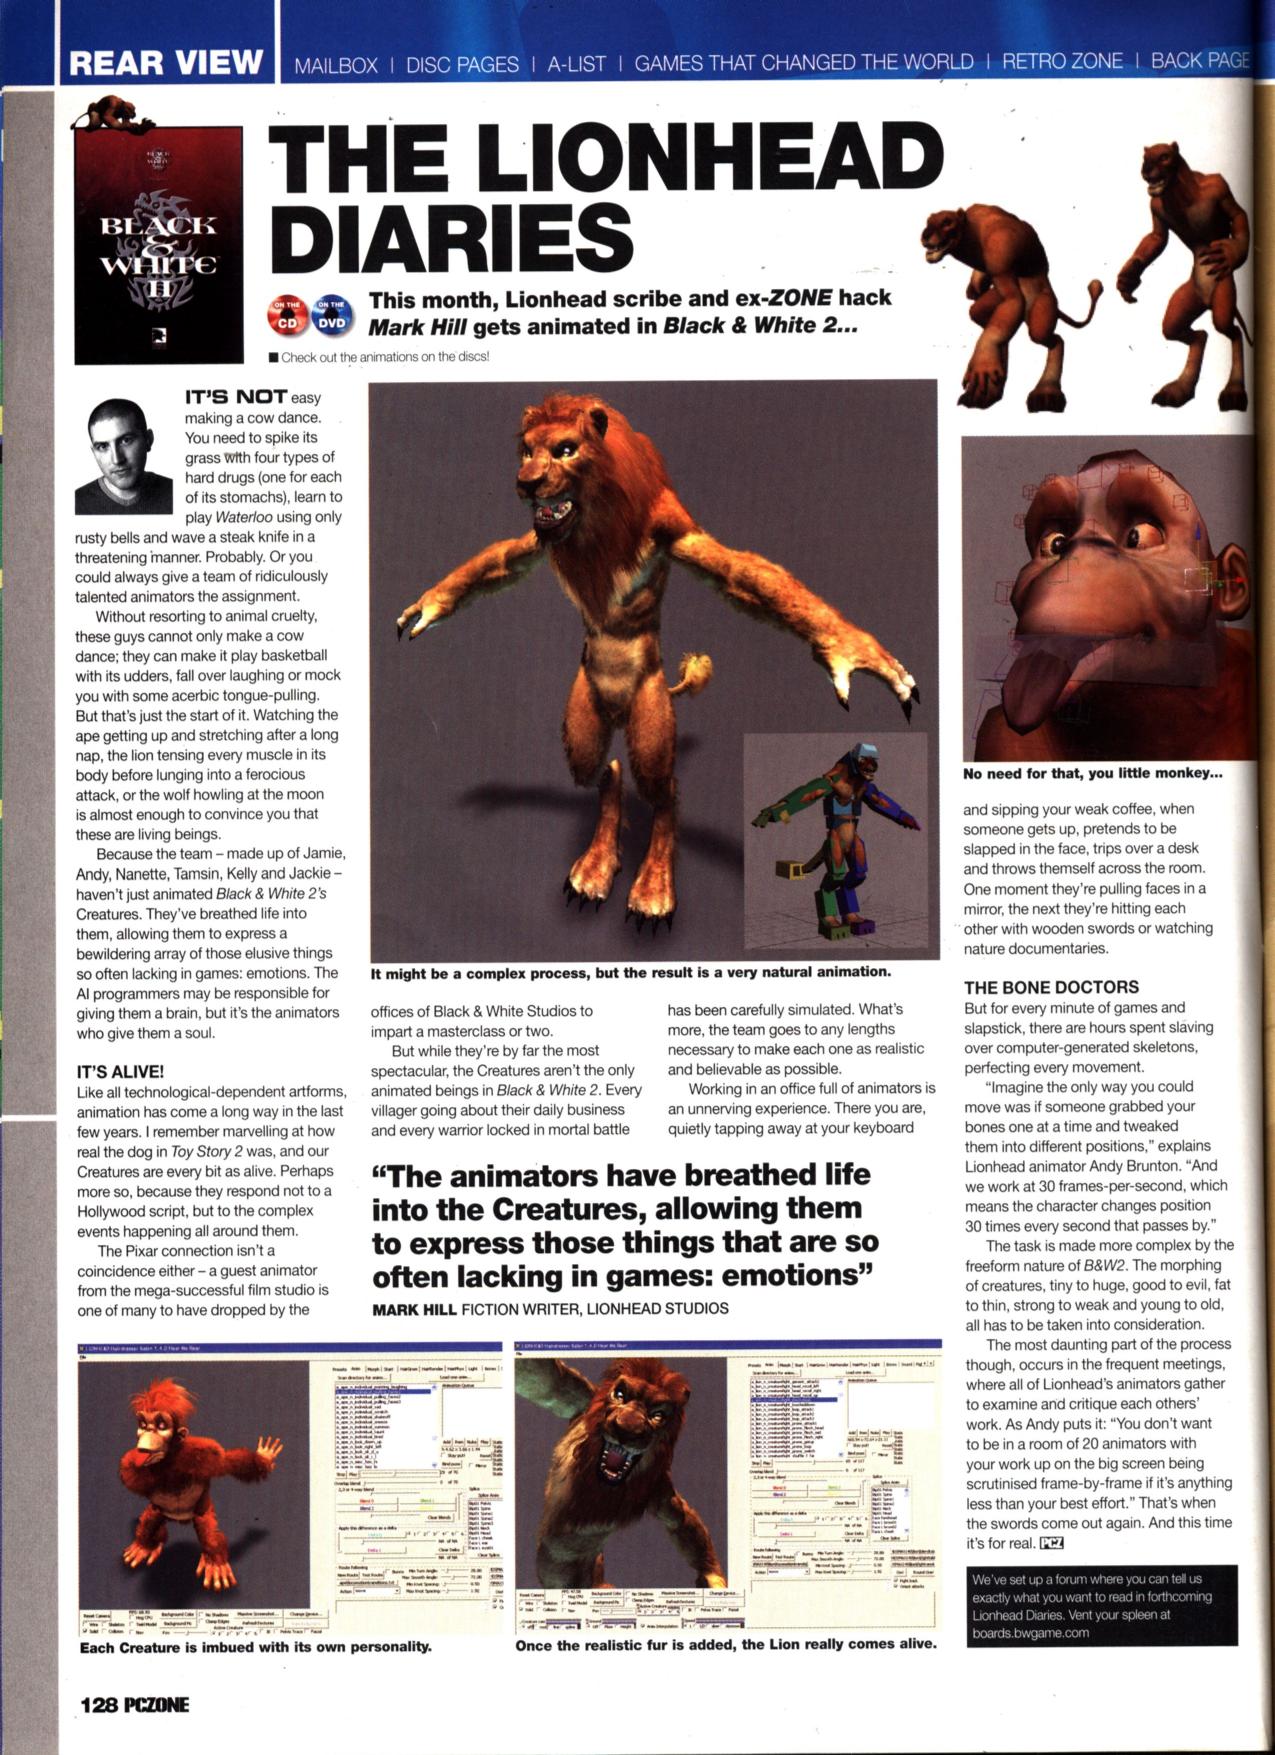 REAR VIEW
MAILBOX | DISC PAGES | A-LIST | GAMES THAT CHANGED THE WORLD | RETRO ZONE | BACK PAGE
BLACK
&
WHITE
II
THE LIONHEAD
DIARIES
ON THE CD
ON THE DVD
This month, Lionhead scribe and ex-ZONE hack
Mark Hill gets animated in Black & White 2...
■ Check out the animations on the discs!
IT'S NOT easy
making a cow dance.
You need to spike its
grass with four types of
hard drugs (one for each
of its stomachs), learn to
play Waterloo using only
rusty bells and wave a steak knife in a
threatening manner. Probably. Or you
could always give a team of ridiculously
talented animators the assignment.
Without resorting to animal cruelty,
these guys cannot only make a cow
dance; they can make it play basketball
with its udders, fall over laughing or mock
you with some acerbic tongue-pulling.
But that's just the start of it. Watching the
ape getting up and stretching after a long
nap, the lion tensing every muscle in its
body before lunging into a ferocious
attack, or the wolf howling at the moon
is almost enough to convince you that
these are living beings.
Because the team – made up of Jamie,
Andy, Nanette, Tamsin, Kelly and Jackie –
haven't just animated Black & White 2's
Creatures. They've breathed life into
them, allowing them to express a
bewildering array of those elusive things
so often lacking in games: emotions. The
AI programmers may be responsible for
giving them a brain, but it's the animators
who give them a soul.
IT'S ALIVE!
Like all technological-dependent artforms,
animation has come a long way in the last
few years. I remember marvelling at how
real the dog in Toy Story 2 was, and our
Creatures are every bit as alive. Perhaps
more so, because they respond not to a
Hollywood script, but to the complex
events happening all around them.
The Pixar connection isn't a
coincidence either – a guest animator
from the mega-successful film studio is
one of many to have dropped by the
It might be a complex process, but the result is a very natural animation.
offices of Black & White Studios to
impart a masterclass or two.
But while they're by far the most
spectacular, the Creatures aren't the only
animated beings in Black & White 2. Every
villager going about their daily business
and every warrior locked in mortal battle
has been carefully simulated. What's
more, the team goes to any lengths
necessary to make each one as realistic
and believable as possible.
Working in an office full of animators is
an unnerving experience. There you are,
quietly tapping away at your keyboard
"The animators have breathed life
into the Creatures, allowing them
to express those things that are so
often lacking in games: emotions"
MARK HILL FICTION WRITER, LIONHEAD STUDIOS
No need for that, you little monkey...
and sipping your weak coffee, when
someone gets up, pretends to be
slapped in the face, trips over a desk
and throws themself across the room.
One moment they're pulling faces in a
mirror, the next they're hitting each
other with wooden swords or watching
nature documentaries.
THE BONE DOCTORS
But for every minute of games and
slapstick, there are hours spent slaving
over computer-generated skeletons,
perfecting every movement.
"Imagine the only way you could
move was if someone grabbed your
bones one at a time and tweaked
them into different positions," explains
Lionhead animator Andy Brunton. "And
we work at 30 frames-per-second, which
means the character changes position
30 times every second that passes by."
The task is made more complex by the
freeform nature of B&W2. The morphing
of creatures, tiny to huge, good to evil, fat
to thin, strong to weak and young to old,
all has to be taken into consideration.
The most daunting part of the process
though, occurs in the frequent meetings,
where all of Lionhead's animators gather
to examine and critique each others'
work. As Andy puts it: "You don't want
to be in a room of 20 animators with
your work up on the big screen being
scrutinised frame-by-frame if it's anything
less than your best effort." That's when
the swords come out again. And this time
it's for real. PCZ
We've set up a forum where you can tell us
exactly what you want to read in forthcoming
Lionhead Diaries. Vent your spleen at
boards.bwgame.com
Each Creature is imbued with its own personality.
Once the realistic fur is added, the Lion really comes alive.
128 PCZONE